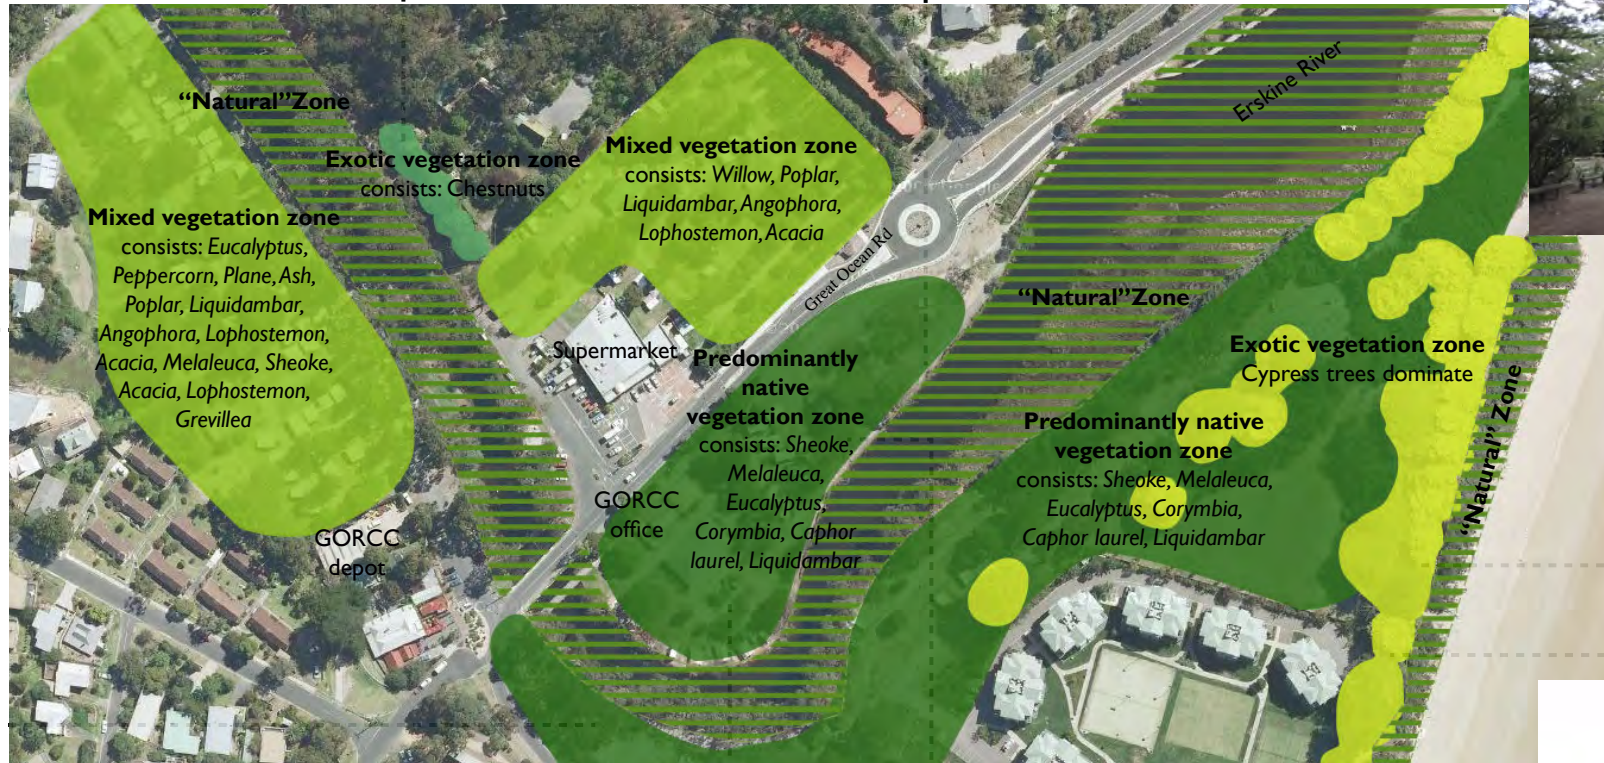 "Natural"Zone
Exotic vegetation zone
consists: Chestnuts
Mixed vegetation zone
consists: Willow, Poplar,
Liquidambar, Angophora,
Lophostemon, Acacia
Erskine River
Mixed vegetation zone
consists: Eucalyptus,
Peppercorn, Plane, Ash,
Poplar, Liquidambar,
Angophora, Lophostemon,
Acacia, Melaleuca, Sheoke,
Acacia, Lophostemon,
Grevillea
Great Ocean Rd
"Natural"Zone
Supermarket
Predominantly
native
vegetation zone
consists: Sheoke,
Melaleuca,
Eucalyptus,
Corymbia, Caphor
laurel, Liquidambar
Exotic vegetation zone
Cypress trees dominate
Predominantly native
vegetation zone
consists: Sheoke, Melaleuca,
Eucalyptus, Corymbia,
Caphor laurel, Liquidambar
"Natural" Zone
GORCC
office
GORCC
depot